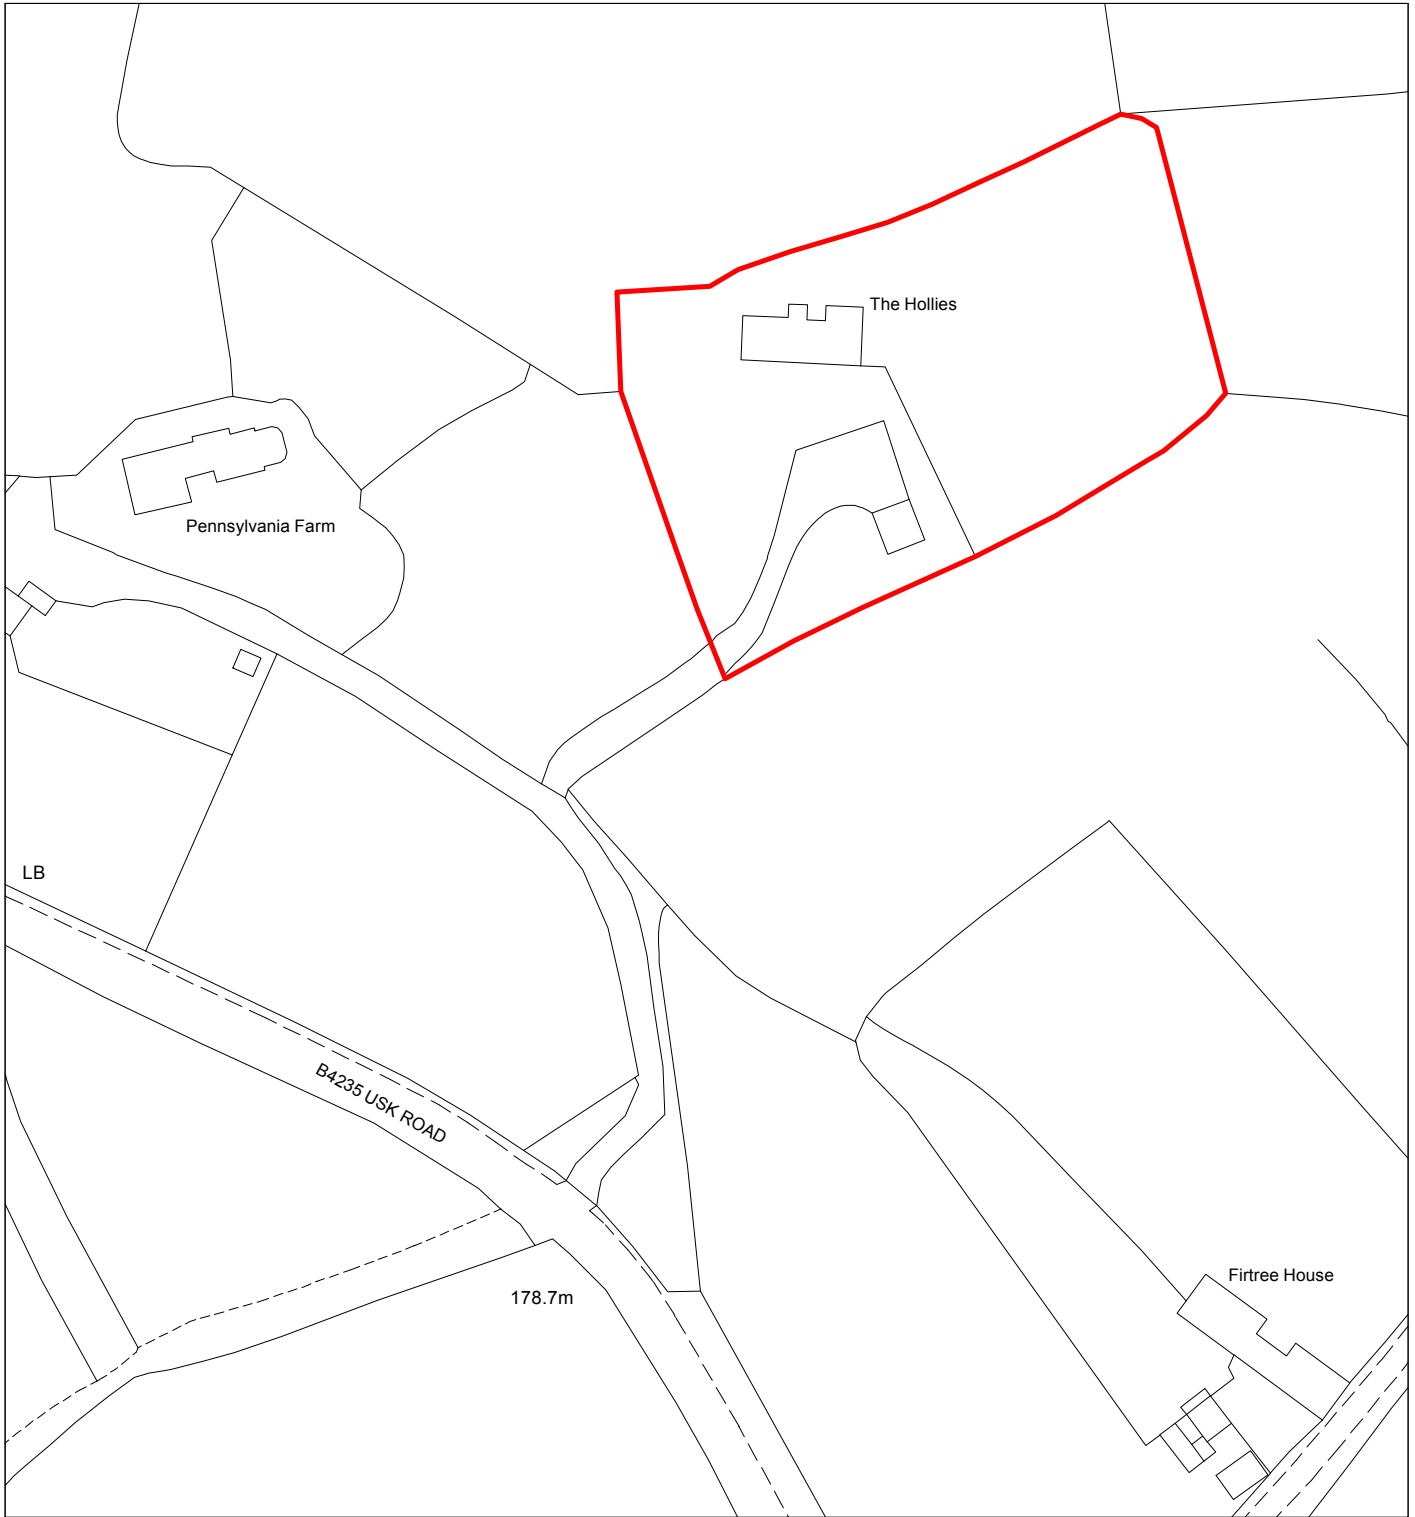 The Hollies
Pennsylvania Farm
LB
B4235 USK ROAD
Firtree House
178.7m